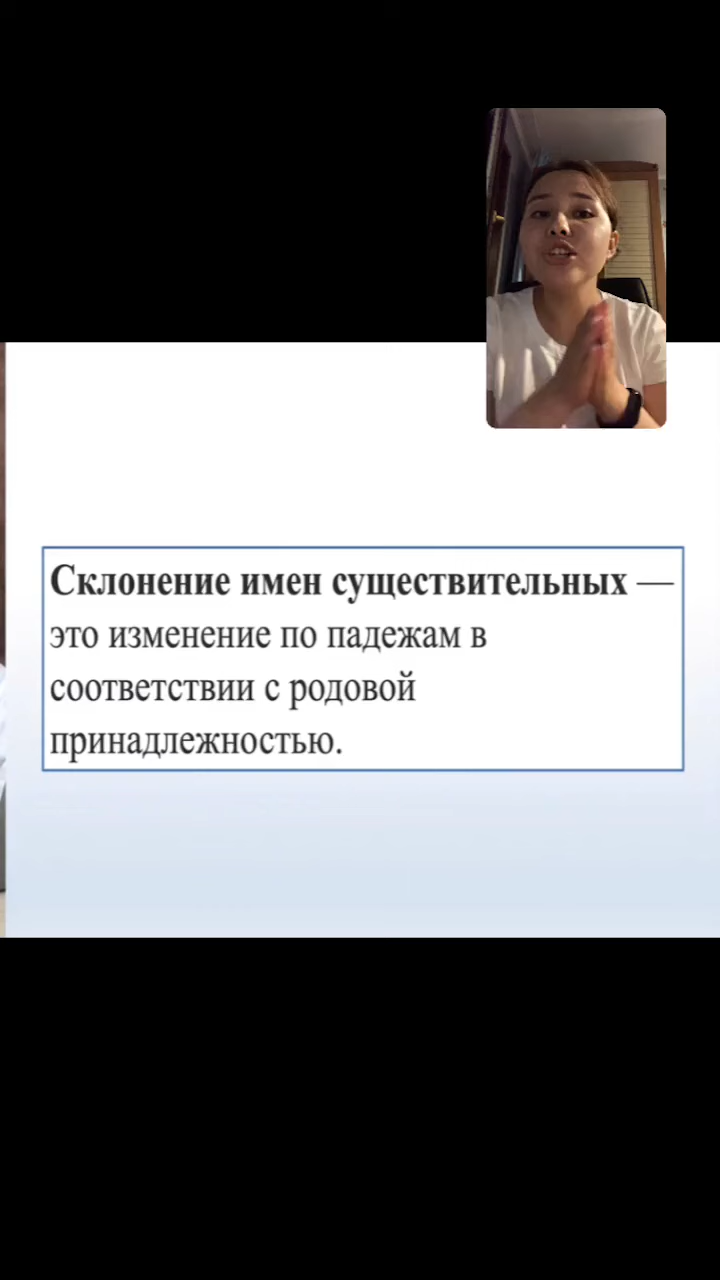 Склонение имен существительных —
это изменение по падежам в
соответствии с родовой
принадлежностью.